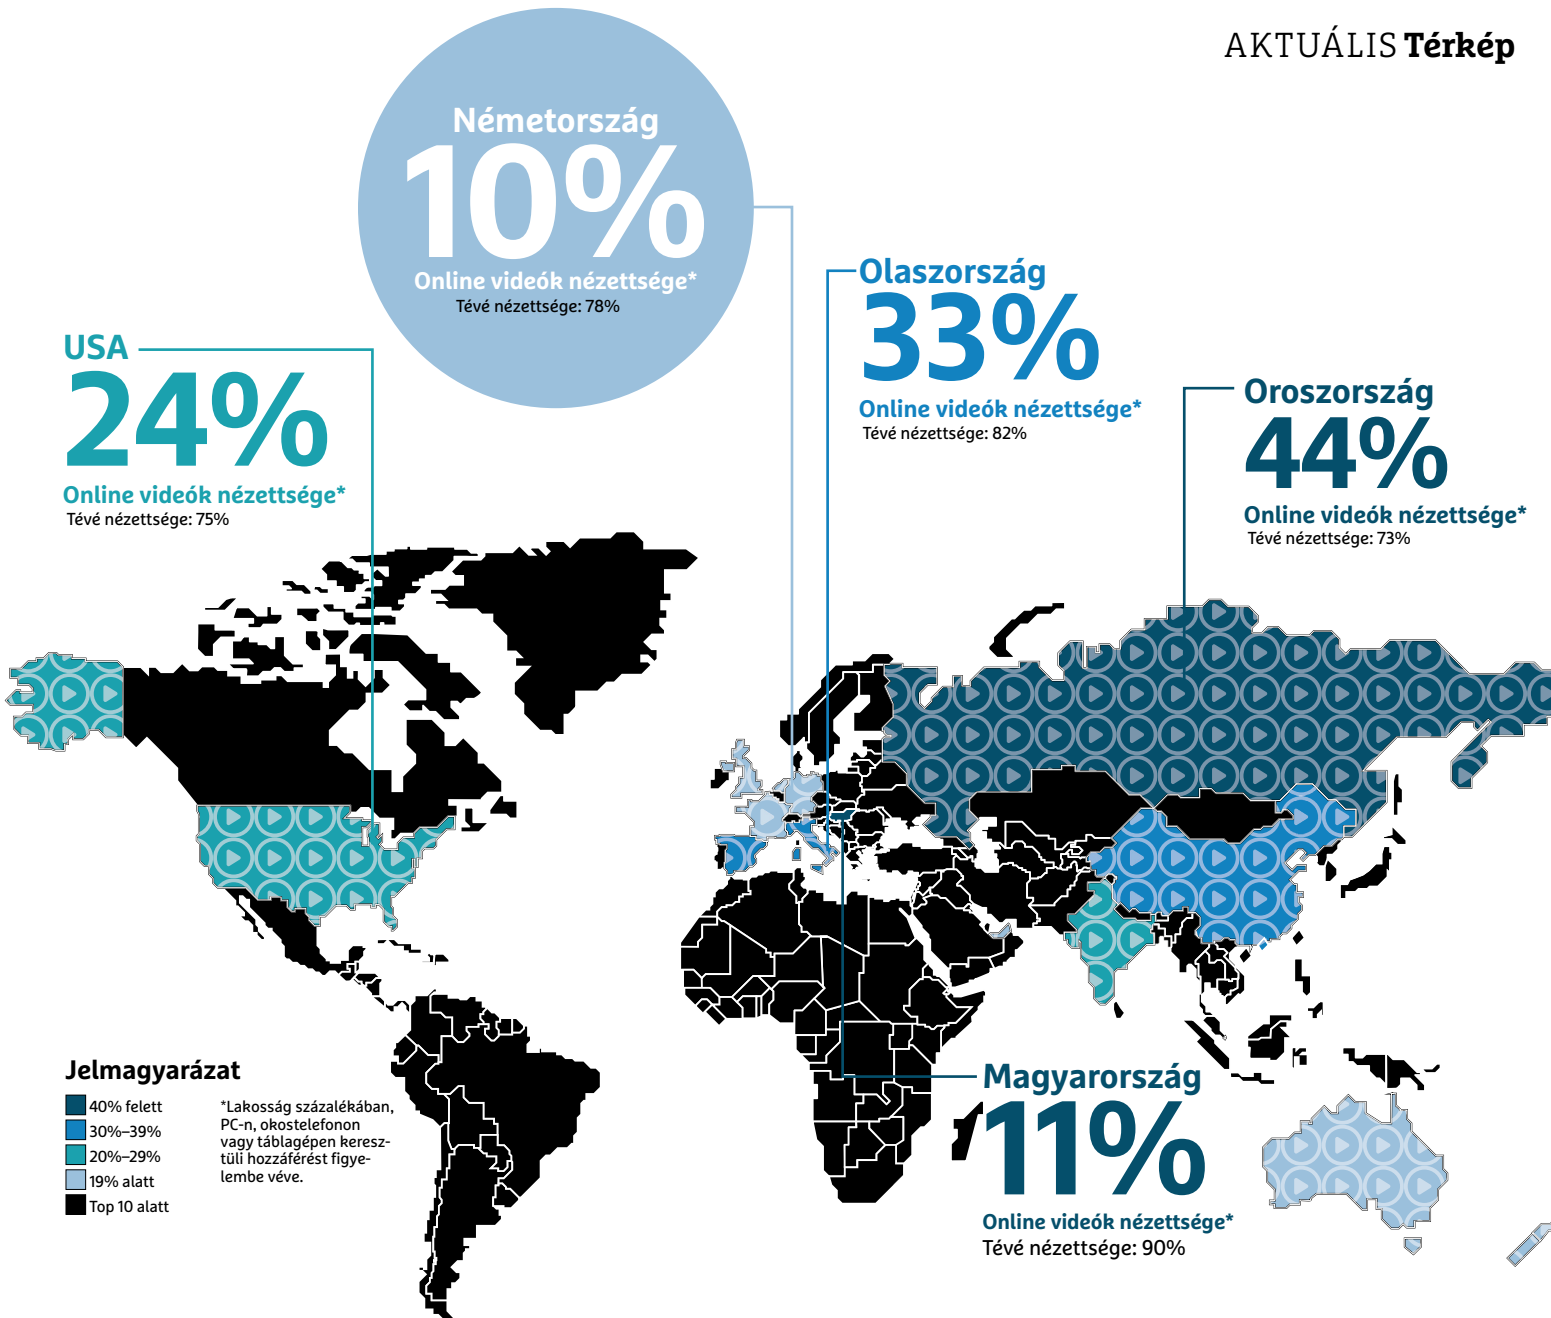 AKTUÁLIS Térkép
Németország
10%
Online videók nézettsége*
Tévé nézettsége: 78%
Olaszország
33%
Online videók nézettsége*
Tévé nézettsége: 82%
USA
24%
Online videók nézettsége*
Tévé nézettsége: 75%
Oroszország
44%
Online videók nézettsége*
Tévé nézettsége: 73%
Magyarország
11%
Online videók nézettsége*
Tévé nézettsége: 90%
Jelmagyarázat
40% felett
30%–39%
20%–29%
19% alatt
Top 10 alatt
*Lakosság százalékában,
PC-n, okostelefonon
vagy táblagépen keresz-
tüli hozzáférést figye-
lembe véve.